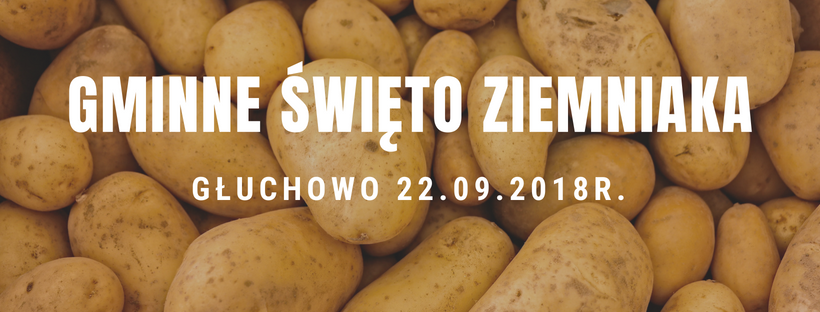 GMINNE ŚWIĘTO ZIEMNIAKA
GŁUCHOWO 22.09.2018R.